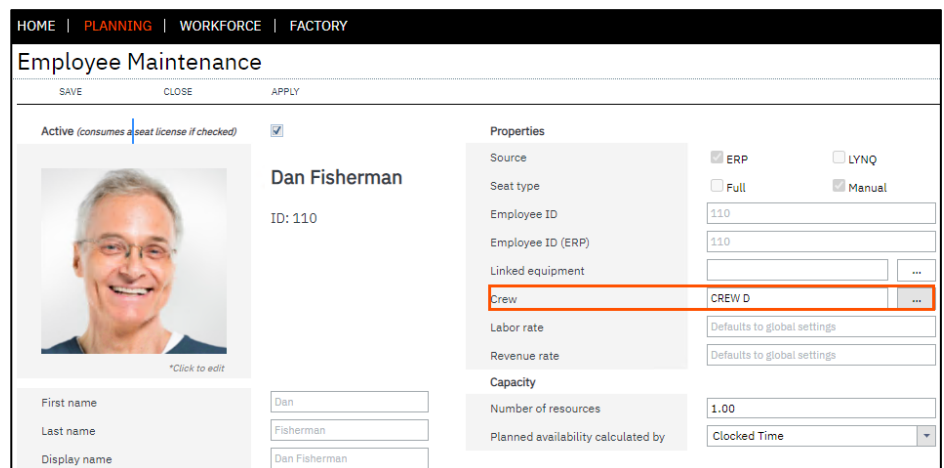 HOME | PLANNING | WORKFORCE | FACTORY
Employee Maintenance
SAVE CLOSE APPLY
Active (consumes a seat license if checked)
Dan Fisherman
ID: 110
*Click to edit
First name Dan
Last name Fisherman
Display name Dan Fisherman
Properties
Source ERP LYNQ
Seat type Full Manual
Employee ID 110
Employee ID (ERP) 110
Linked equipment ...
Crew CREW D ...
Labor rate Defaults to global settings
Revenue rate Defaults to global settings
Capacity
Number of resources 1.00
Planned availability calculated by Clocked Time